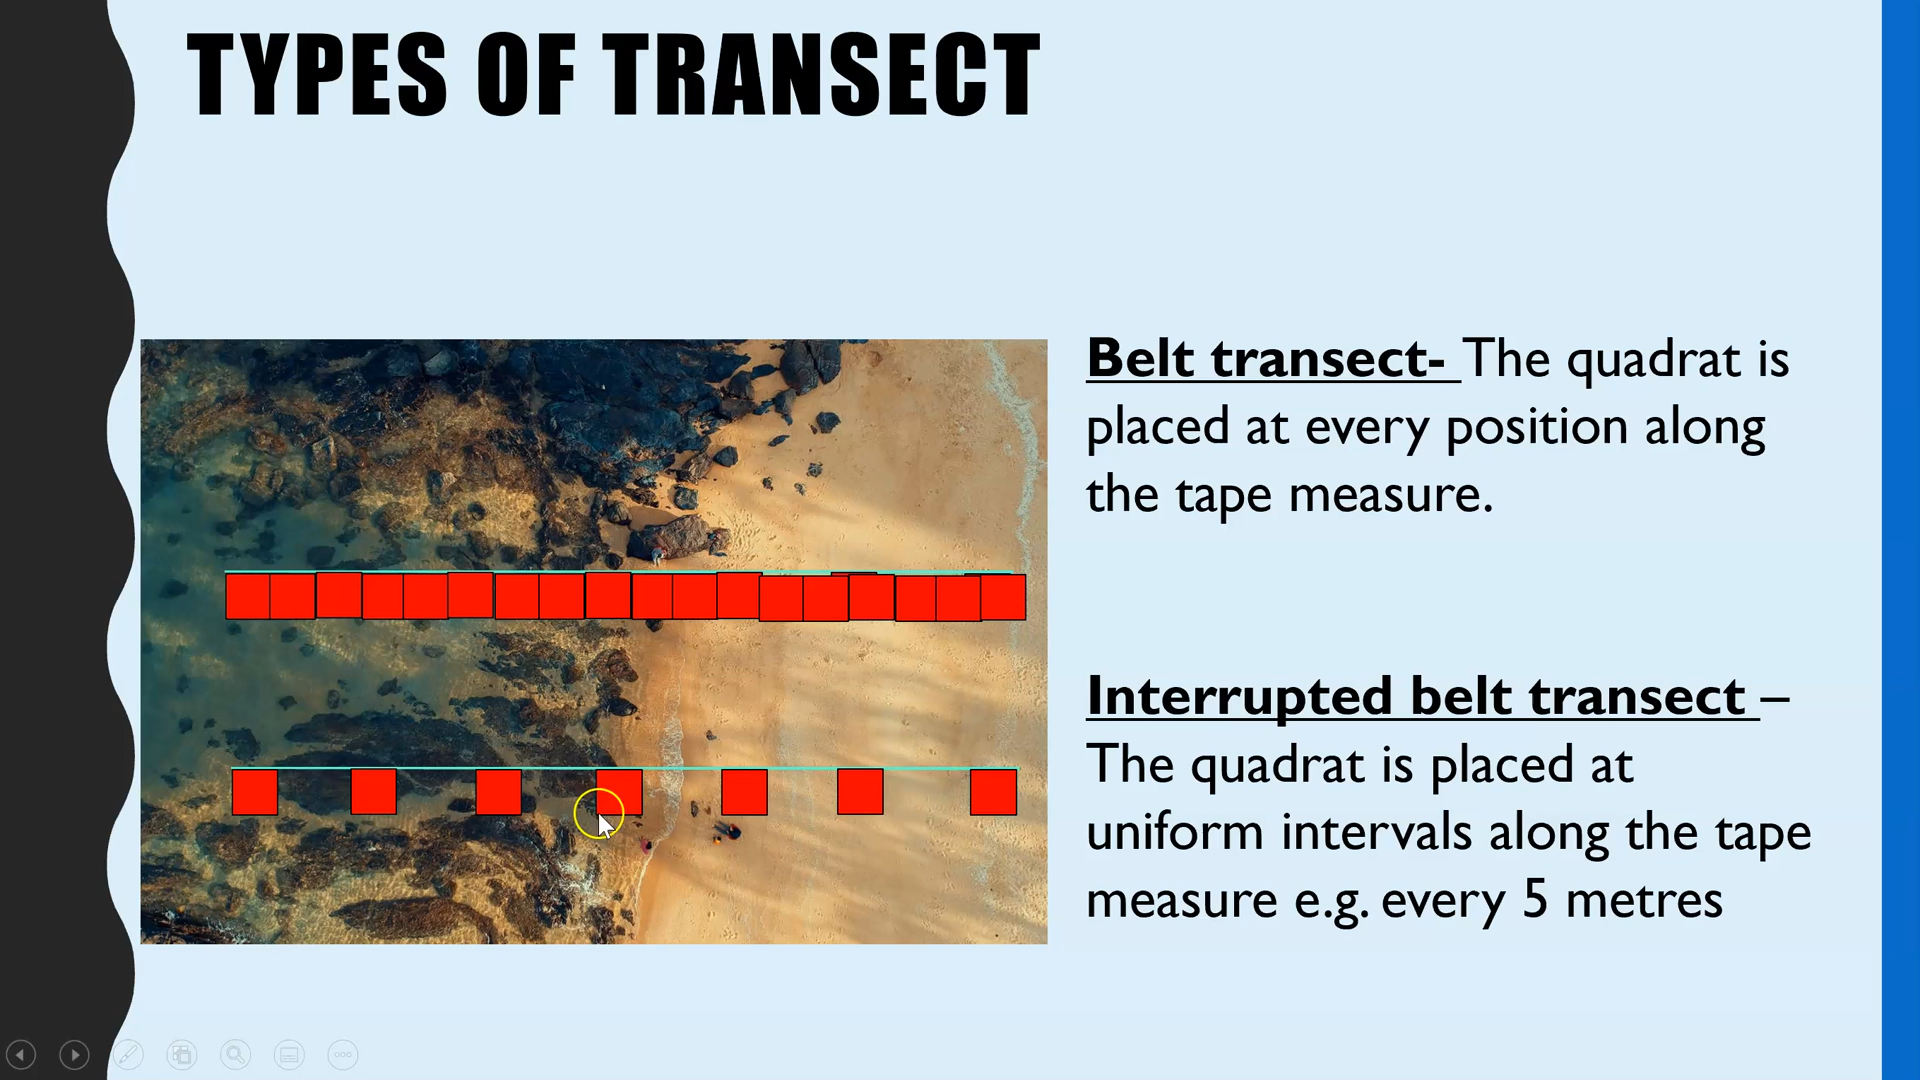 TYPES OF TRANSECT
Belt transect- The quadrat is
placed at every position along
the tape measure.
Interrupted belt transect –
The quadrat is placed at
uniform intervals along the tape
measure e.g. every 5 metres